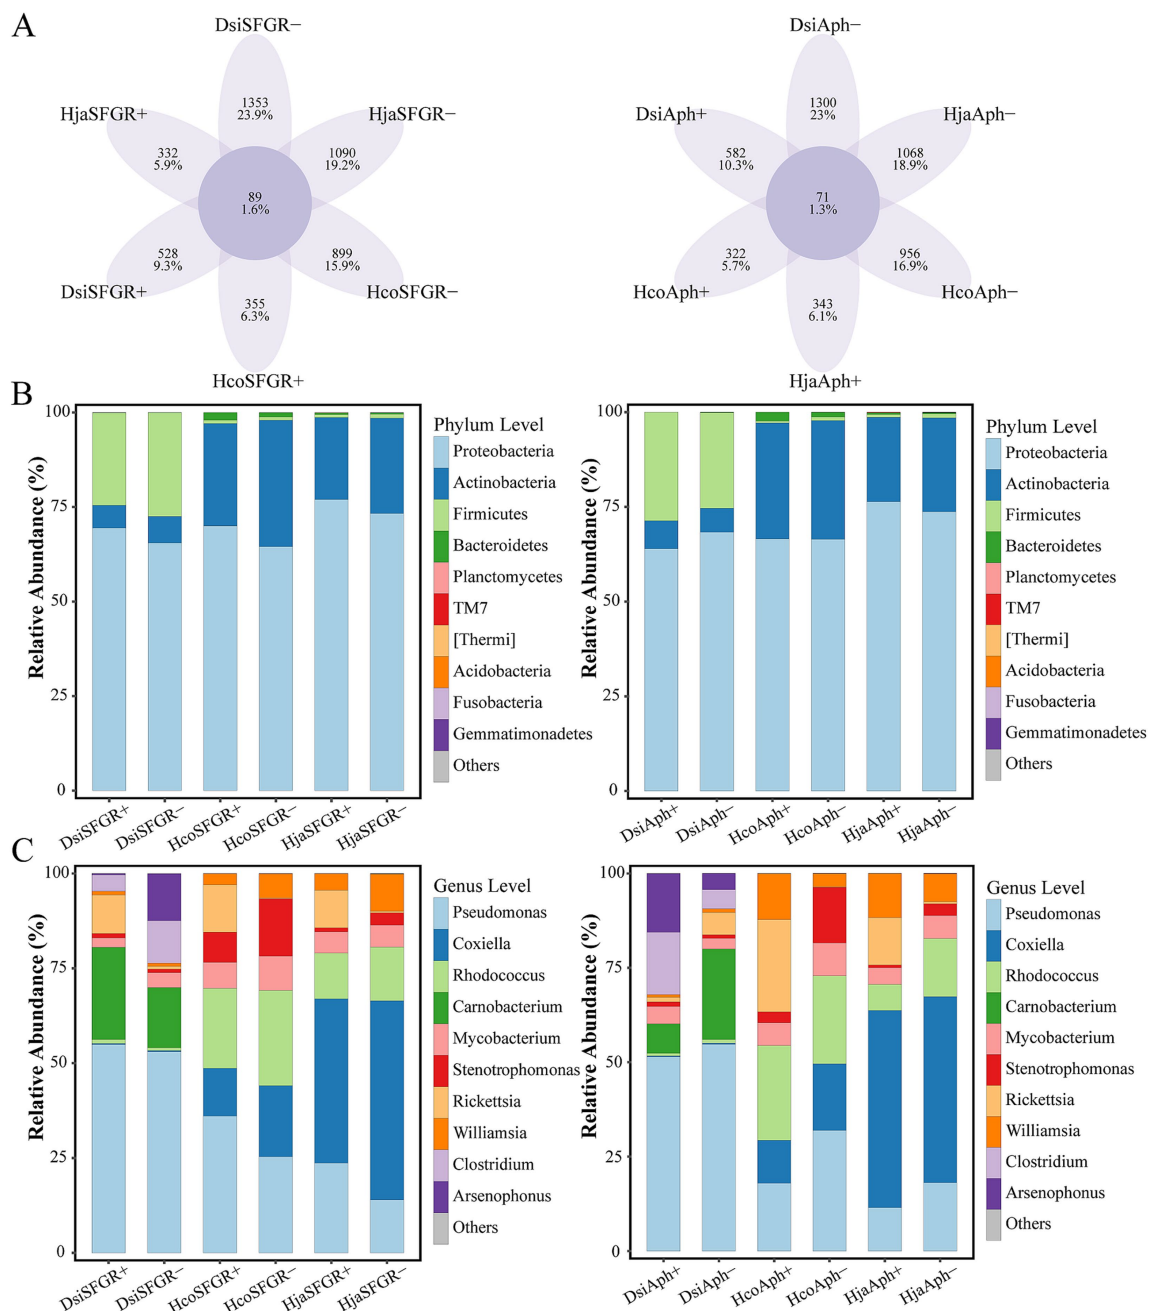 A
DsiSFGR−
HjaSFGR+
HjaSFGR−
1353
23.9%
332
5.9%
1090
19.2%
89
1.6%
528
9.3%
899
15.9%
355
6.3%
DsiSFGR+
HcoSFGR−
HcoSFGR+
DsiAph−
DsiAph+
HjaAph−
1300
23%
582
10.3%
1068
18.9%
71
1.3%
322
5.7%
956
16.9%
343
6.1%
HcoAph+
HcoAph−
HjaAph+
B
Relative Abundance (%)
100
75
50
25
0
DsiSFGR+
DsiSFGR−
HcoSFGR+
HcoSFGR−
HjaSFGR+
HjaSFGR−
Phylum Level
Proteobacteria
Actinobacteria
Firmicutes
Bacteroidetes
Planctomycetes
TM7
[Thermi]
Acidobacteria
Fusobacteria
Gemmatimonadetes
Others
Relative Abundance (%)
100
75
50
25
0
DsiAph+
DsiAph−
HcoAph+
HcoAph−
HjaAph+
HjaAph−
Phylum Level
Proteobacteria
Actinobacteria
Firmicutes
Bacteroidetes
Planctomycetes
TM7
[Thermi]
Acidobacteria
Fusobacteria
Gemmatimonadetes
Others
C
Relative Abundance (%)
100
75
50
25
0
DsiSFGR+
DsiSFGR−
HcoSFGR+
HcoSFGR−
HjaSFGR+
HjaSFGR−
Genus Level
Pseudomonas
Coxiella
Rhodococcus
Carnobacterium
Mycobacterium
Stenotrophomonas
Rickettsia
Williamsia
Clostridium
Arsenophonus
Others
Relative Abundance (%)
100
75
50
25
0
DsiAph+
DsiAph−
HcoAph+
HcoAph−
HjaAph+
HjaAph−
Genus Level
Pseudomonas
Coxiella
Rhodococcus
Carnobacterium
Mycobacterium
Stenotrophomonas
Rickettsia
Williamsia
Clostridium
Arsenophonus
Others